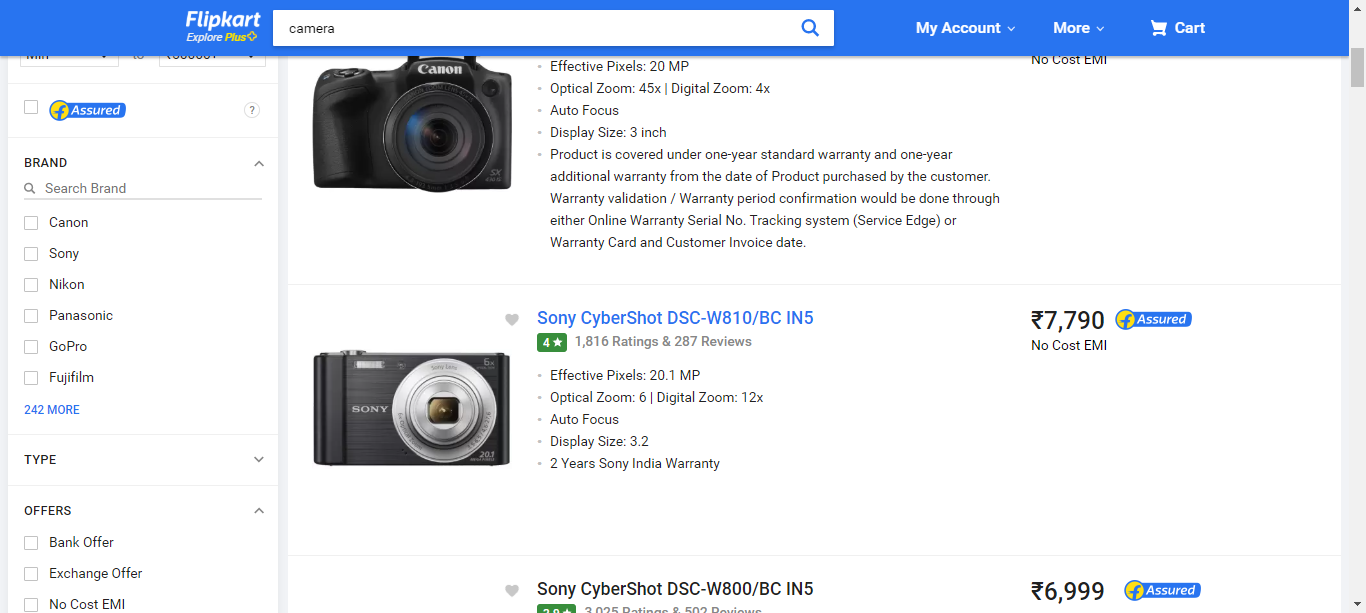 Flipkart
Explore Plus
camera
My Account
More
Cart
to
Assured
?
BRAND
Search Brand
Canon
Sony
Nikon
Panasonic
GoPro
Fujifilm
242 MORE
TYPE
OFFERS
Bank Offer
Exchange Offer
No Cost EMI
Canon
SX
Effective Pixels: 20 MP
Optical Zoom: 45x | Digital Zoom: 4x
Auto Focus
Display Size: 3 inch
Product is covered under one-year standard warranty and one-year
additional warranty from the date of Product purchased by the customer.
Warranty validation / Warranty period confirmation would be done through
either Online Warranty Serial No. Tracking system (Service Edge) or
Warranty Card and Customer Invoice date.
No Cost EMI
SONY
Sony Lens
6x
20.1
Sony CyberShot DSC-W810/BC IN5
4★ 1,816 Ratings & 287 Reviews
Effective Pixels: 20.1 MP
Optical Zoom: 6 | Digital Zoom: 12x
Auto Focus
Display Size: 3.2
2 Years Sony India Warranty
₹7,790 Assured
No Cost EMI
Sony CyberShot DSC-W800/BC IN5
3.9★ 3,025 Ratings & 502 Reviews
₹6,999 Assured